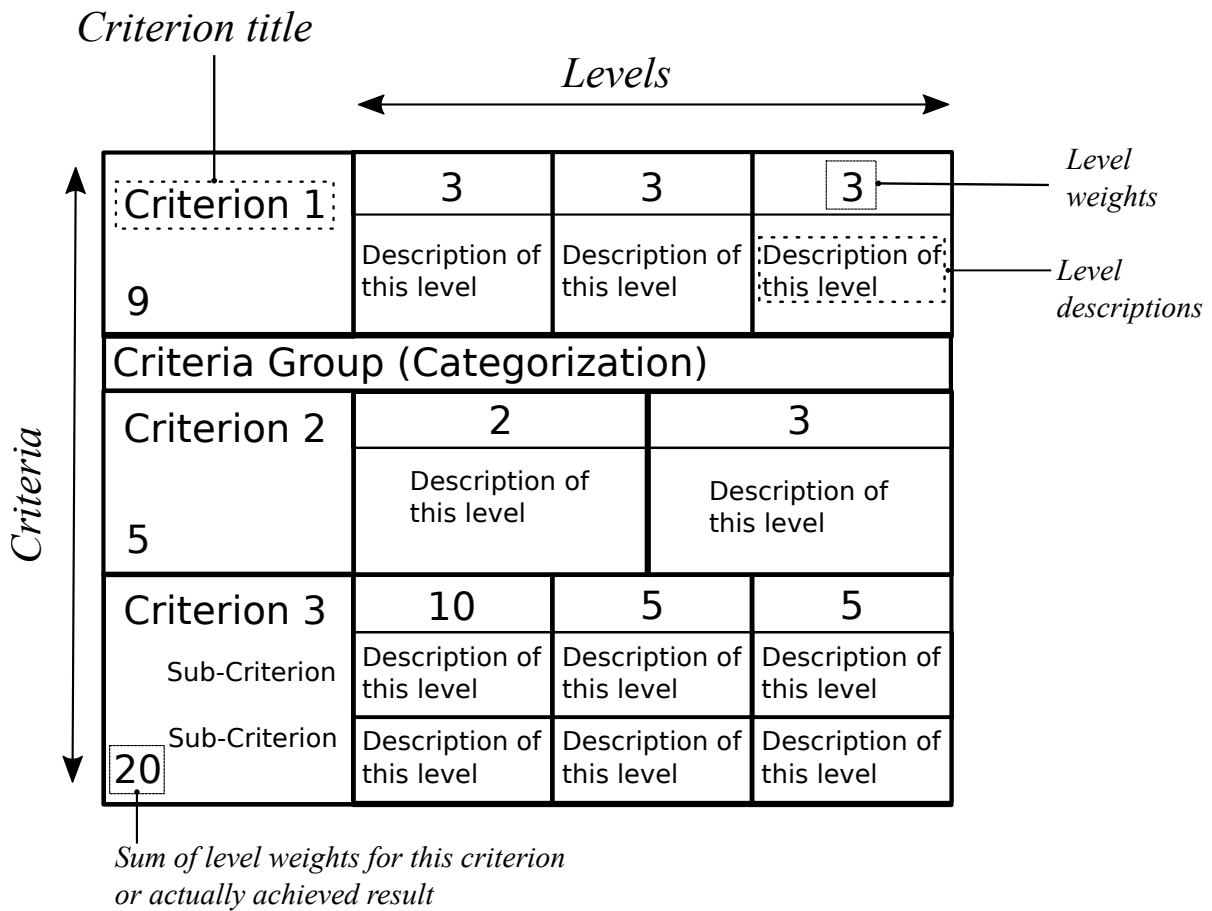 Criterion title
Levels
Level
weights
Criterion 1
3
3
3
Description of
this level
Description of
this level
Description of
this level
Level
descriptions
9
Criteria Group (Categorization)
Criteria
Criterion 2
2
3
Description of
this level
Description of
this level
5
Criterion 3
10
5
5
Sub-Criterion
Description of
this level
Description of
this level
Description of
this level
Sub-Criterion
Description of
this level
Description of
this level
Description of
this level
20
Sum of level weights for this criterion
or actually achieved result